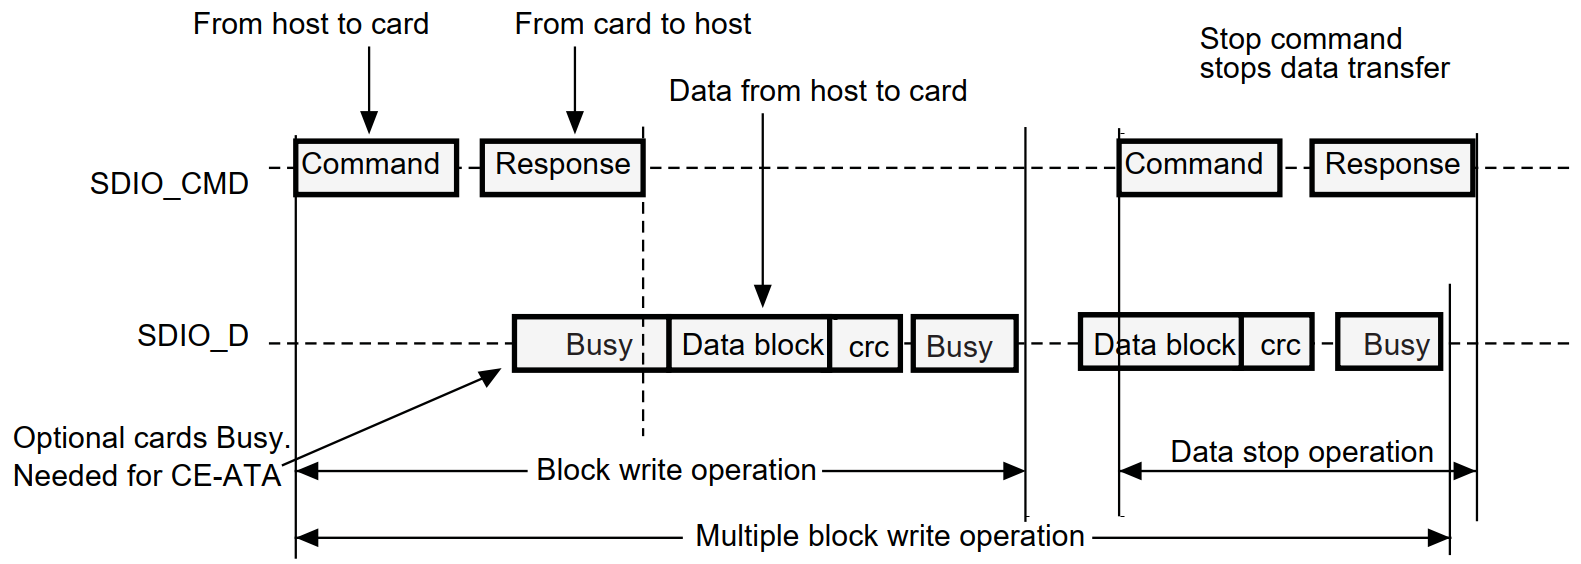 From host to card
From card to host
Stop command
stops data transfer
Data from host to card
SDIO_CMD
Command
Response
Command
Response
SDIO_D
Busy
Data block
crc
Busy
Data block
crc
Busy
Optional cards Busy.
Needed for CE-ATA
Block write operation
Data stop operation
Multiple block write operation